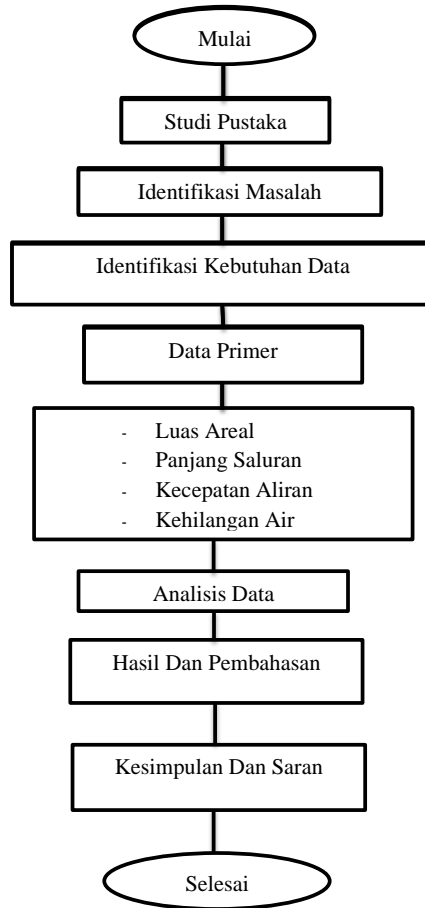 Mulai
Studi Pustaka
Identifikasi Masalah
Identifikasi Kebutuhan Data
Data Primer
- Luas Areal
- Panjang Saluran
- Kecepatan Aliran
- Kehilangan Air
Analisis Data
Hasil Dan Pembahasan
Kesimpulan Dan Saran
Selesai